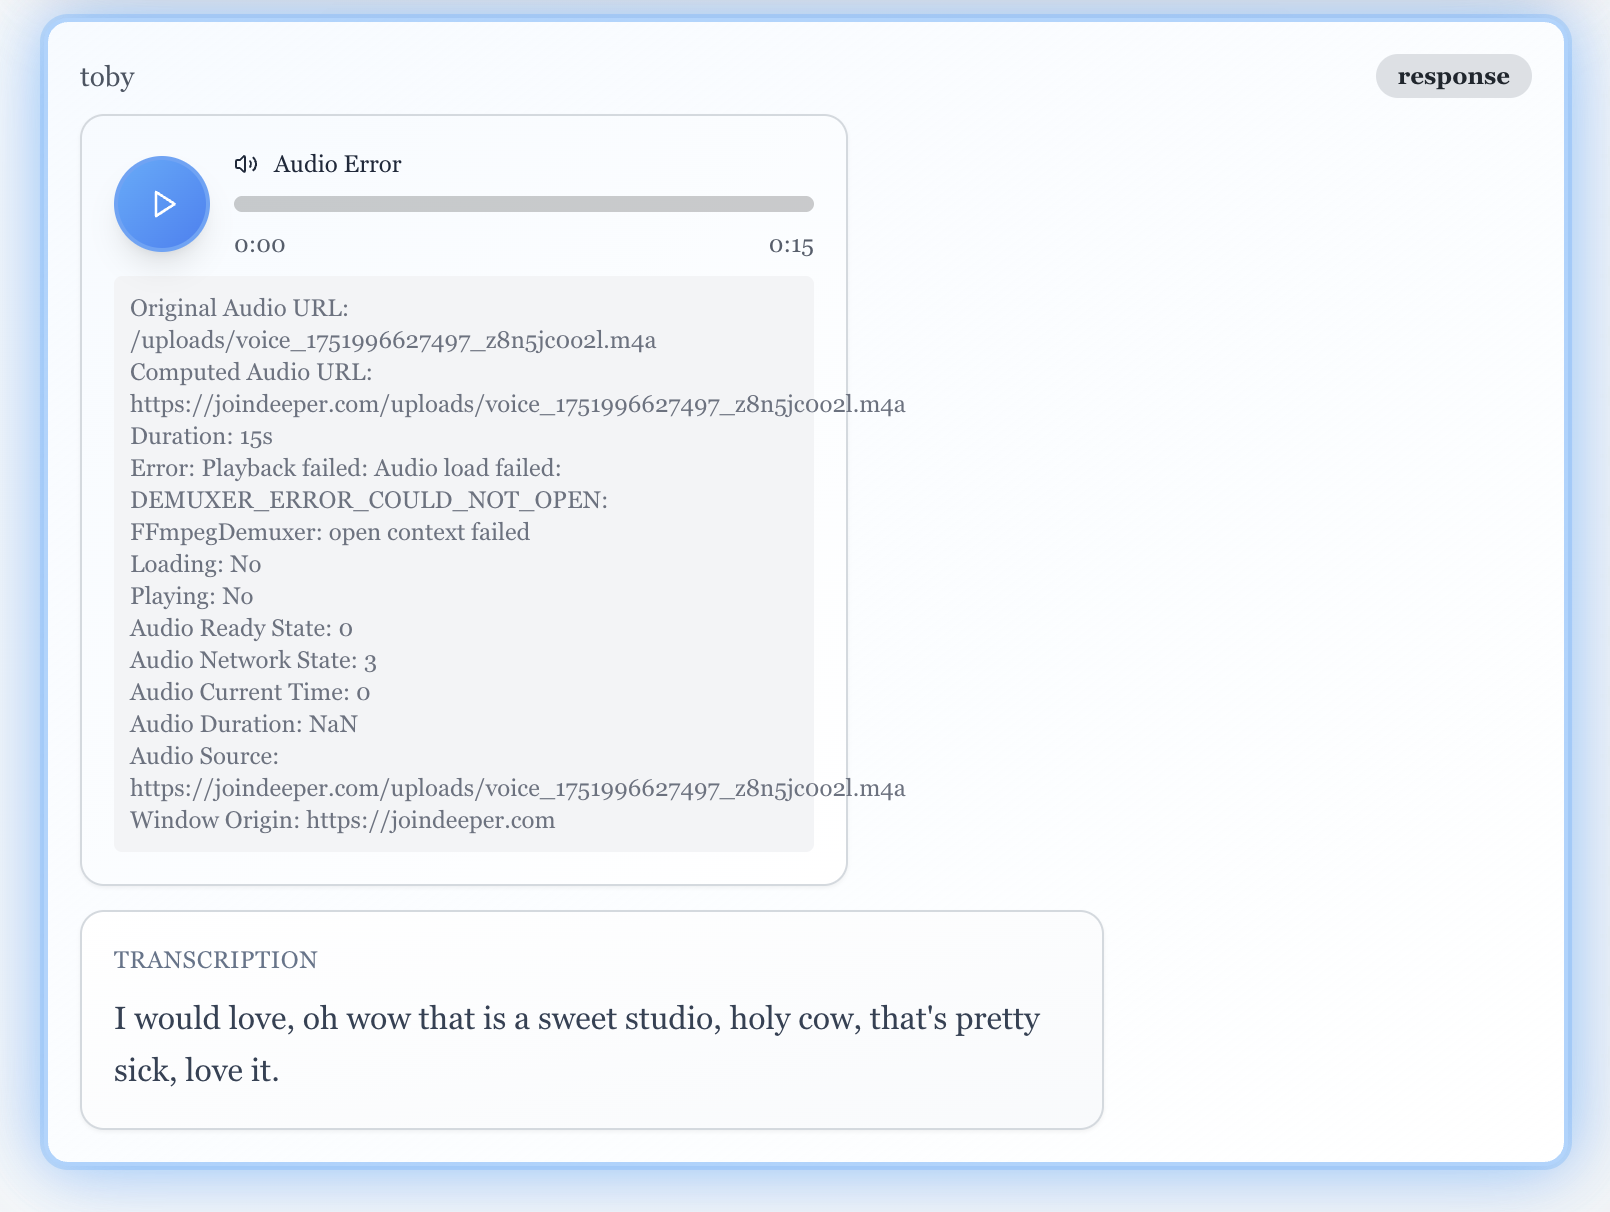 toby
response
Audio Error
0:00
0:15
Original Audio URL:
/uploads/voice_1751996627497_z8n5jc0o2l.m4a
Computed Audio URL:
https://joindeeper.com/uploads/voice_1751996627497_z8n5jc0o2l.m4a
Duration: 15s
Error: Playback failed: Audio load failed:
DEMUXER_ERROR_COULD_NOT_OPEN:
FFmpegDemuxer: open context failed
Loading: No
Playing: No
Audio Ready State: 0
Audio Network State: 3
Audio Current Time: 0
Audio Duration: NaN
Audio Source:
https://joindeeper.com/uploads/voice_1751996627497_z8n5jc0o2l.m4a
Window Origin: https://joindeeper.com
TRANSCRIPTION
I would love, oh wow that is a sweet studio, holy cow, that's pretty
sick, love it.